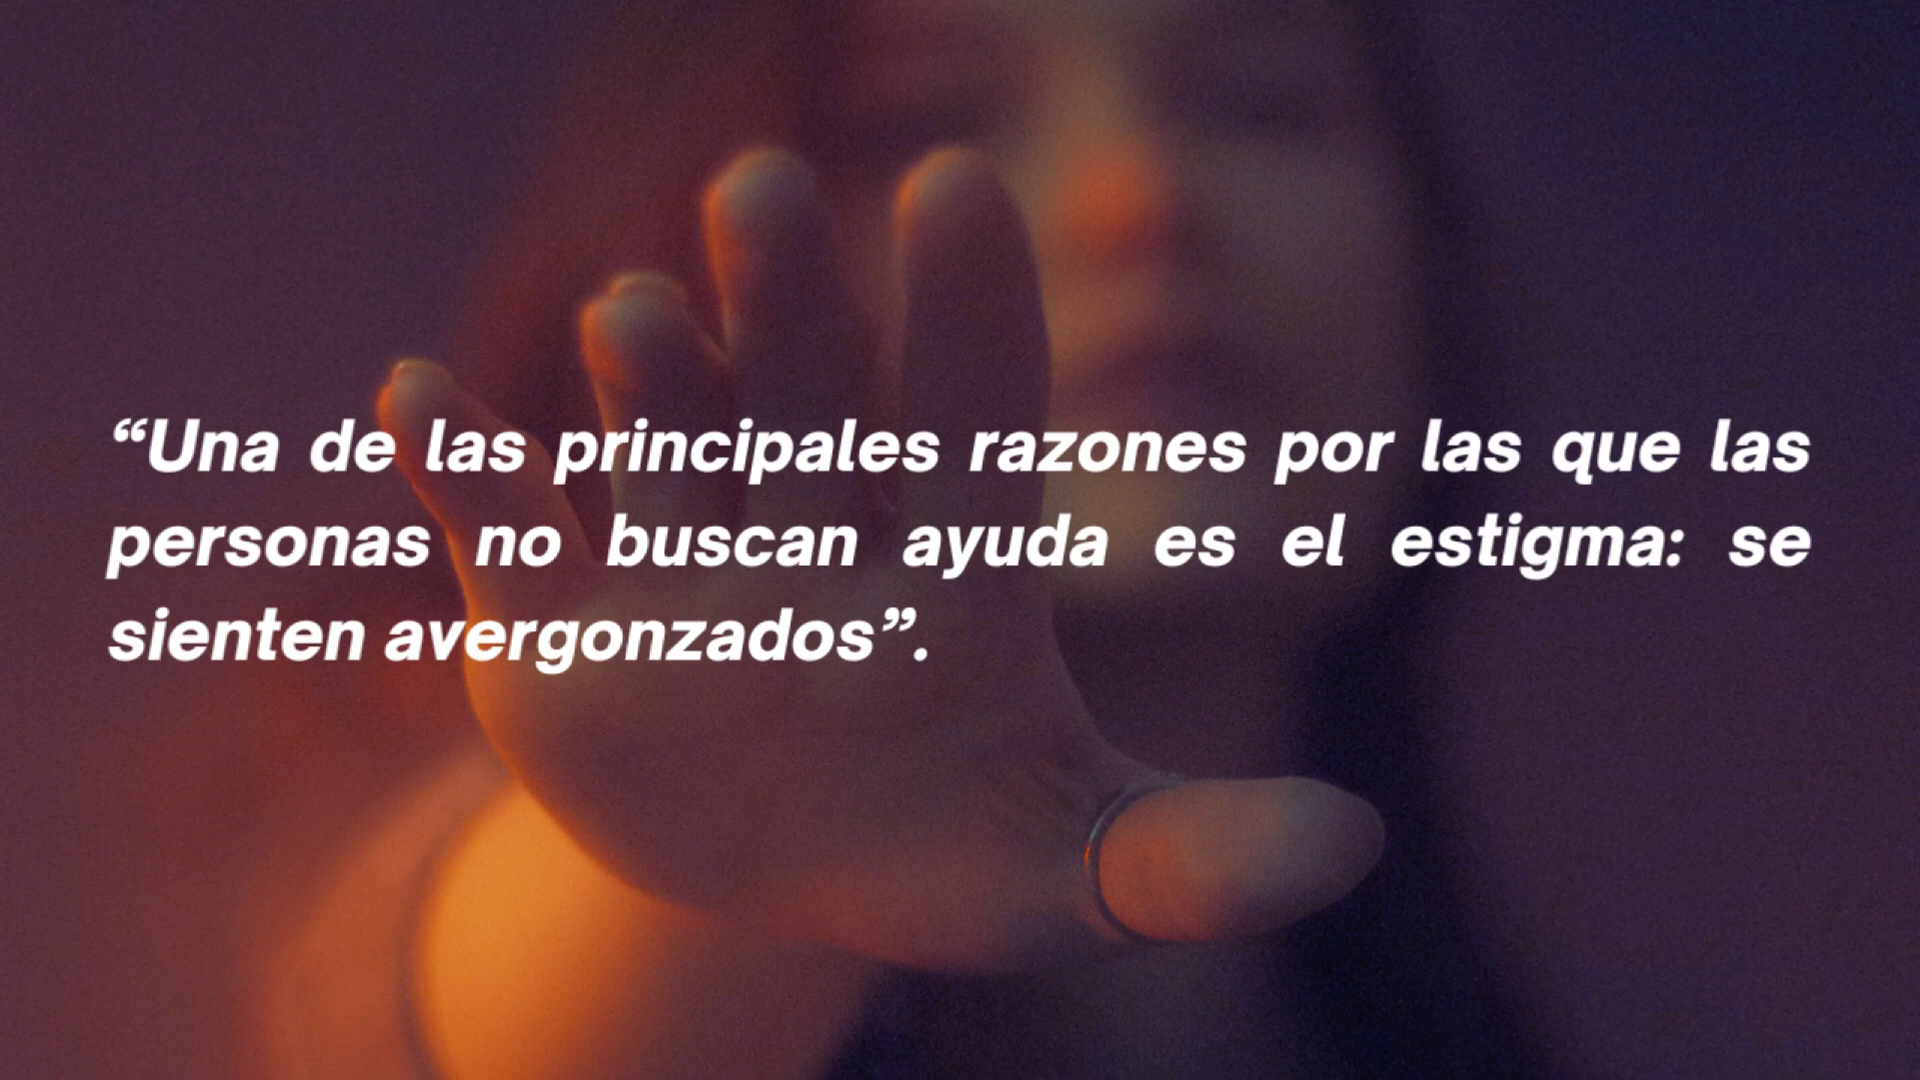 “Una de las principales razones por las que las
personas no buscan ayuda es el estigma: se
sienten avergonzados”.